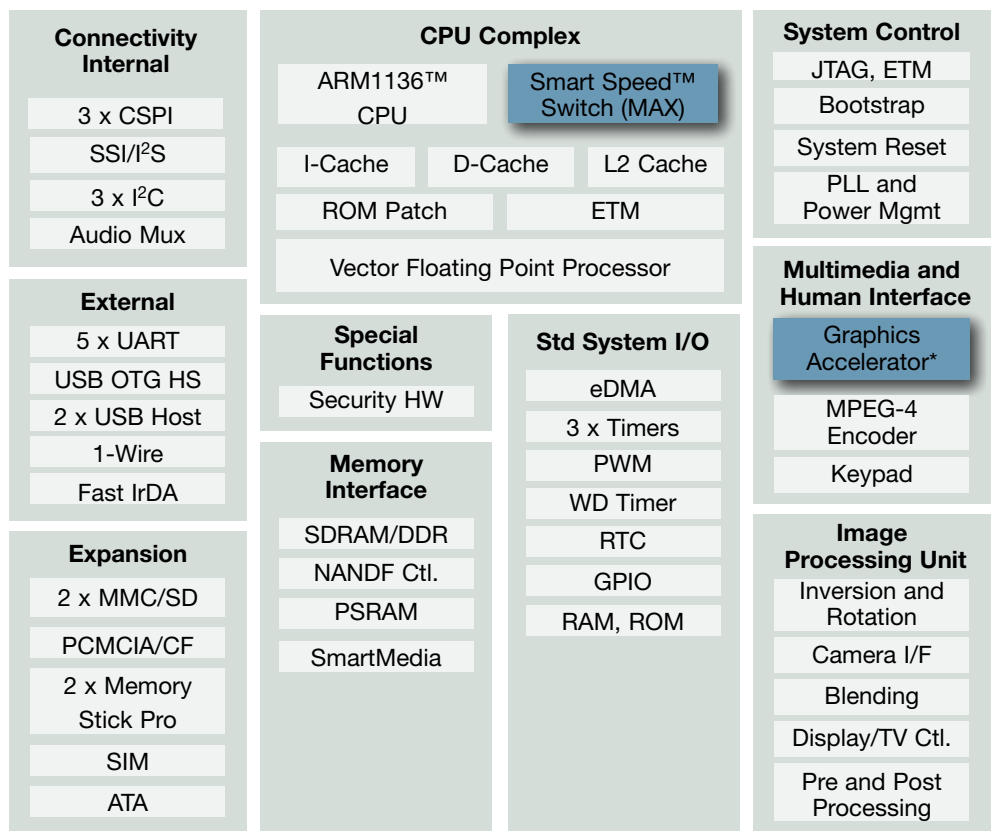 Connectivity
Internal
3 x CSPI
SSI/I²S
3 x I²C
Audio Mux
External
5 x UART
USB OTG HS
2 x USB Host
1-Wire
Fast IrDA
Expansion
2 x MMC/SD
PCMCIA/CF
2 x Memory
Stick Pro
SIM
ATA
CPU Complex
ARM1136™
CPU
Smart Speed™
Switch (MAX)
I-Cache
D-Cache
L2 Cache
ROM Patch
ETM
Vector Floating Point Processor
Special
Functions
Security HW
Memory
Interface
SDRAM/DDR
NANDF Ctl.
PSRAM
SmartMedia
Std System I/O
eDMA
3 x Timers
PWM
WD Timer
RTC
GPIO
RAM, ROM
System Control
JTAG, ETM
Bootstrap
System Reset
PLL and
Power Mgmt
Multimedia and
Human Interface
Graphics
Accelerator*
MPEG-4
Encoder
Keypad
Image
Processing Unit
Inversion and
Rotation
Camera I/F
Blending
Display/TV Ctl.
Pre and Post
Processing